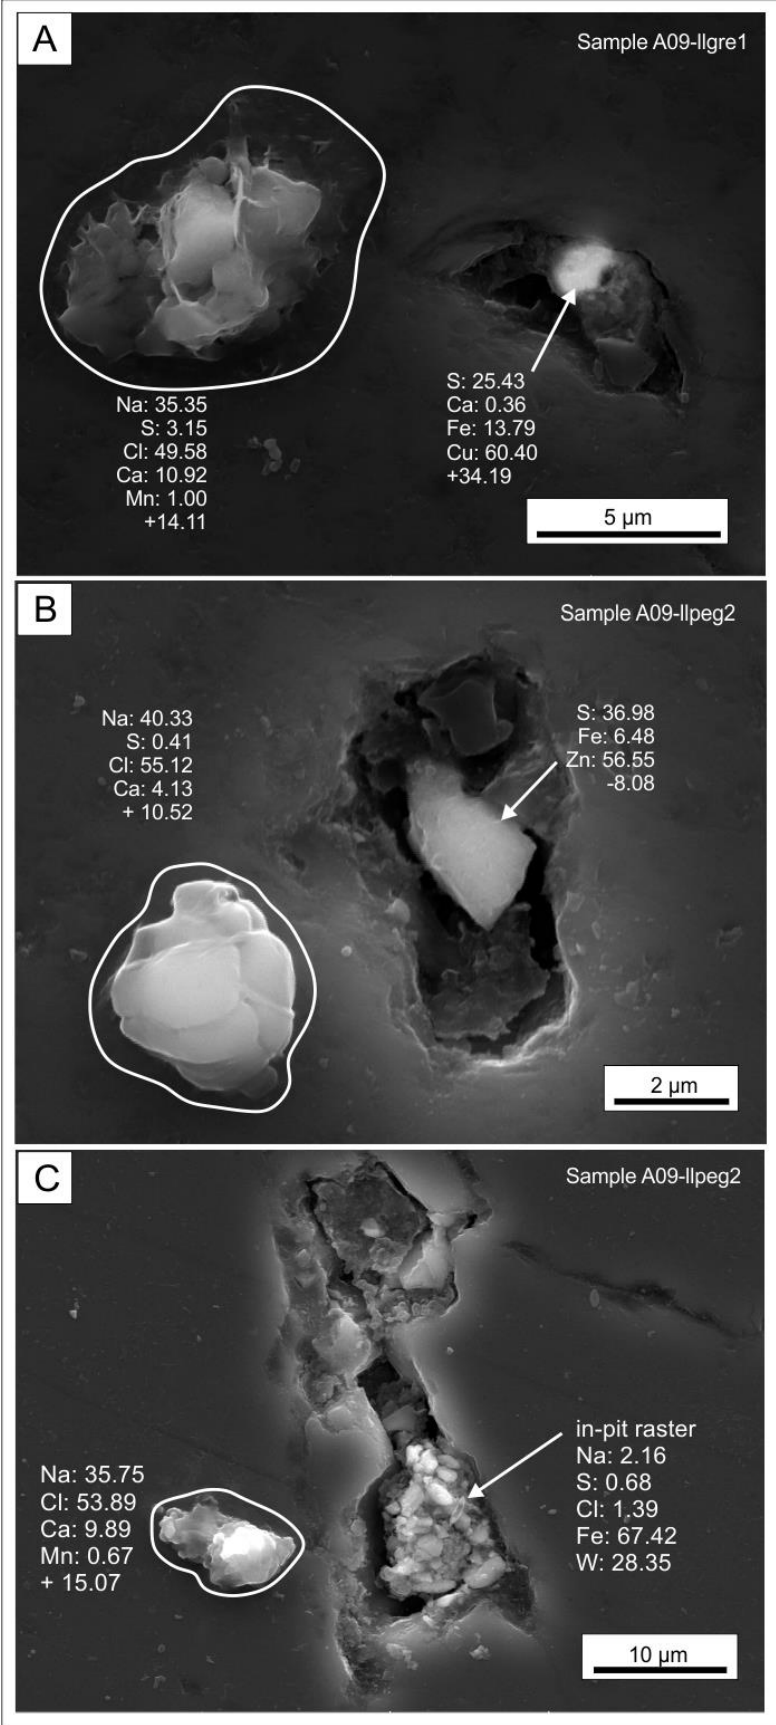 A
Sample A09-llgre1
Na: 35.35
S: 3.15
Cl: 49.58
Ca: 10.92
Mn: 1.00
+14.11
S: 25.43
Ca: 0.36
Fe: 13.79
Cu: 60.40
+34.19
5 µm
B
Sample A09-llpeg2
Na: 40.33
S: 0.41
Cl: 55.12
Ca: 4.13
+ 10.52
S: 36.98
Fe: 6.48
Zn: 56.55
-8.08
2 µm
C
Sample A09-llpeg2
Na: 35.75
Cl: 53.89
Ca: 9.89
Mn: 0.67
+ 15.07
in-pit raster
Na: 2.16
S: 0.68
Cl: 1.39
Fe: 67.42
W: 28.35
10 µm